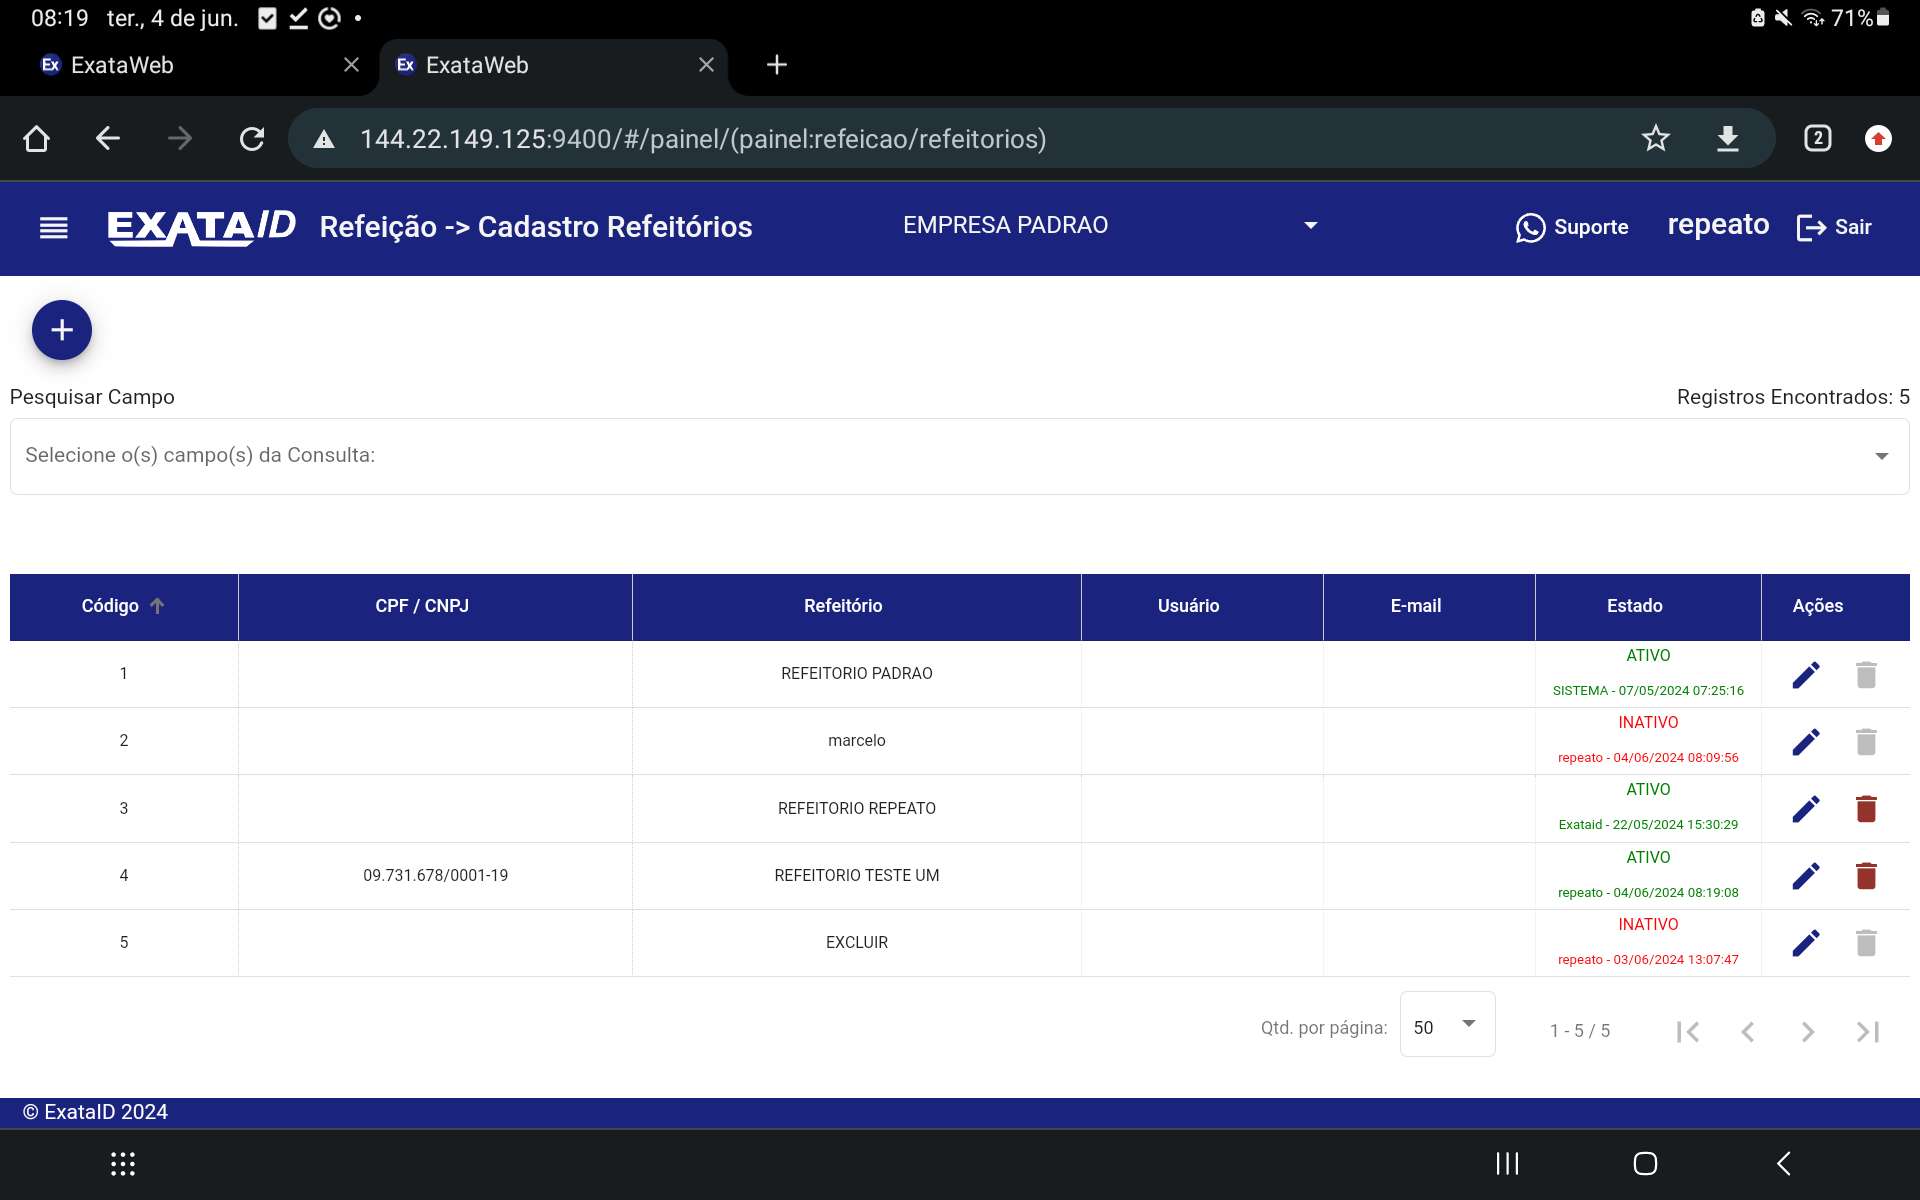 08:19 ter., 4 de jun. 71%
Ex ExataWeb Ex ExataWeb
144.22.149.125:9400/#/painel/(painel:refeicao/refeitorios) 2
EXATAID Refeição -> Cadastro Refeitórios EMPRESA PADRAO Suporte repeato Sair
Pesquisar Campo Registros Encontrados: 5
Selecione o(s) campo(s) da Consulta:
Código CPF / CNPJ Refeitório Usuário E-mail Estado Ações
1 REFEITORIO PADRAO ATIVO
SISTEMA - 07/05/2024 07:25:16
2 marcelo INATIVO
repeato - 04/06/2024 08:09:56
3 REFEITORIO REPEATO ATIVO
Exataid - 22/05/2024 15:30:29
4 09.731.678/0001-19 REFEITORIO TESTE UM ATIVO
repeato - 04/06/2024 08:19:08
5 EXCLUIR INATIVO
repeato - 03/06/2024 13:07:47
Qtd. por página: 50 1 - 5 / 5
© ExataID 2024